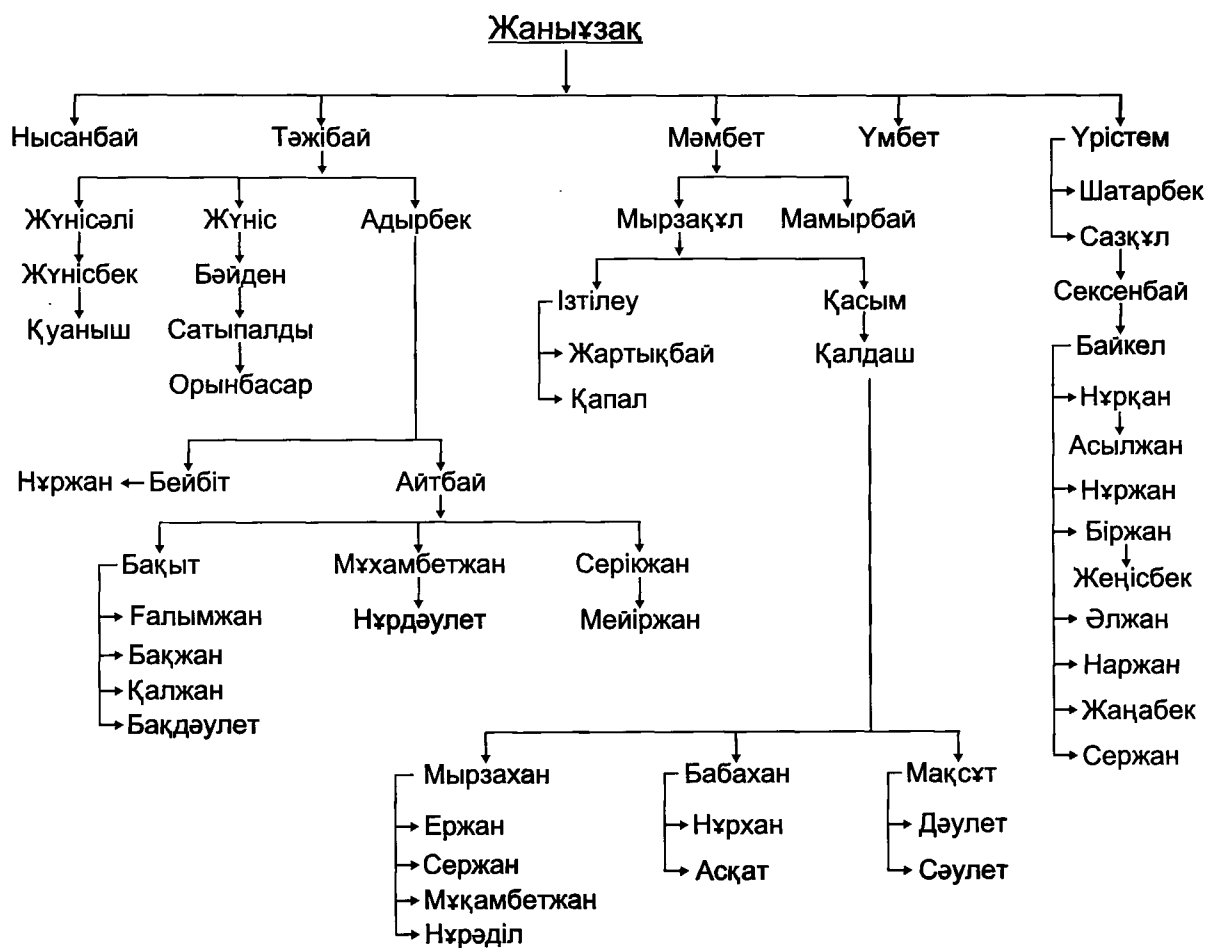 Жаныұзақ
Нысанбай Тәжібай Мәмбет Үмбет Үрістем
Шатарбек
Жүнісәлі Жүніс Адырбек Мырзақұл Мамырбай
Сазқұл
Жүнісбек Бәйден
Ізтілеу Қасым Сексенбай
Қуаныш Сатыпалды
Жартықбай Қалдаш Байкел
Орынбасар
Қапал Нұрқан
Асылжан
Нұржан Бейбіт Айтбай Нұржан
Біржан
Бақыт Мұхамбетжан Серікжан Жеңісбек
Ғалымжан Нұрдәулет Мейіржан Әлжан
Бақжан Наржан
Қалжан
Бақдәулет Жаңабек
Сержан
Мырзахан Бабахан Мақсұт
Ержан Нұрхан Дәулет
Сержан Асқат Сәулет
Мұқамбетжан
Нұрәділ